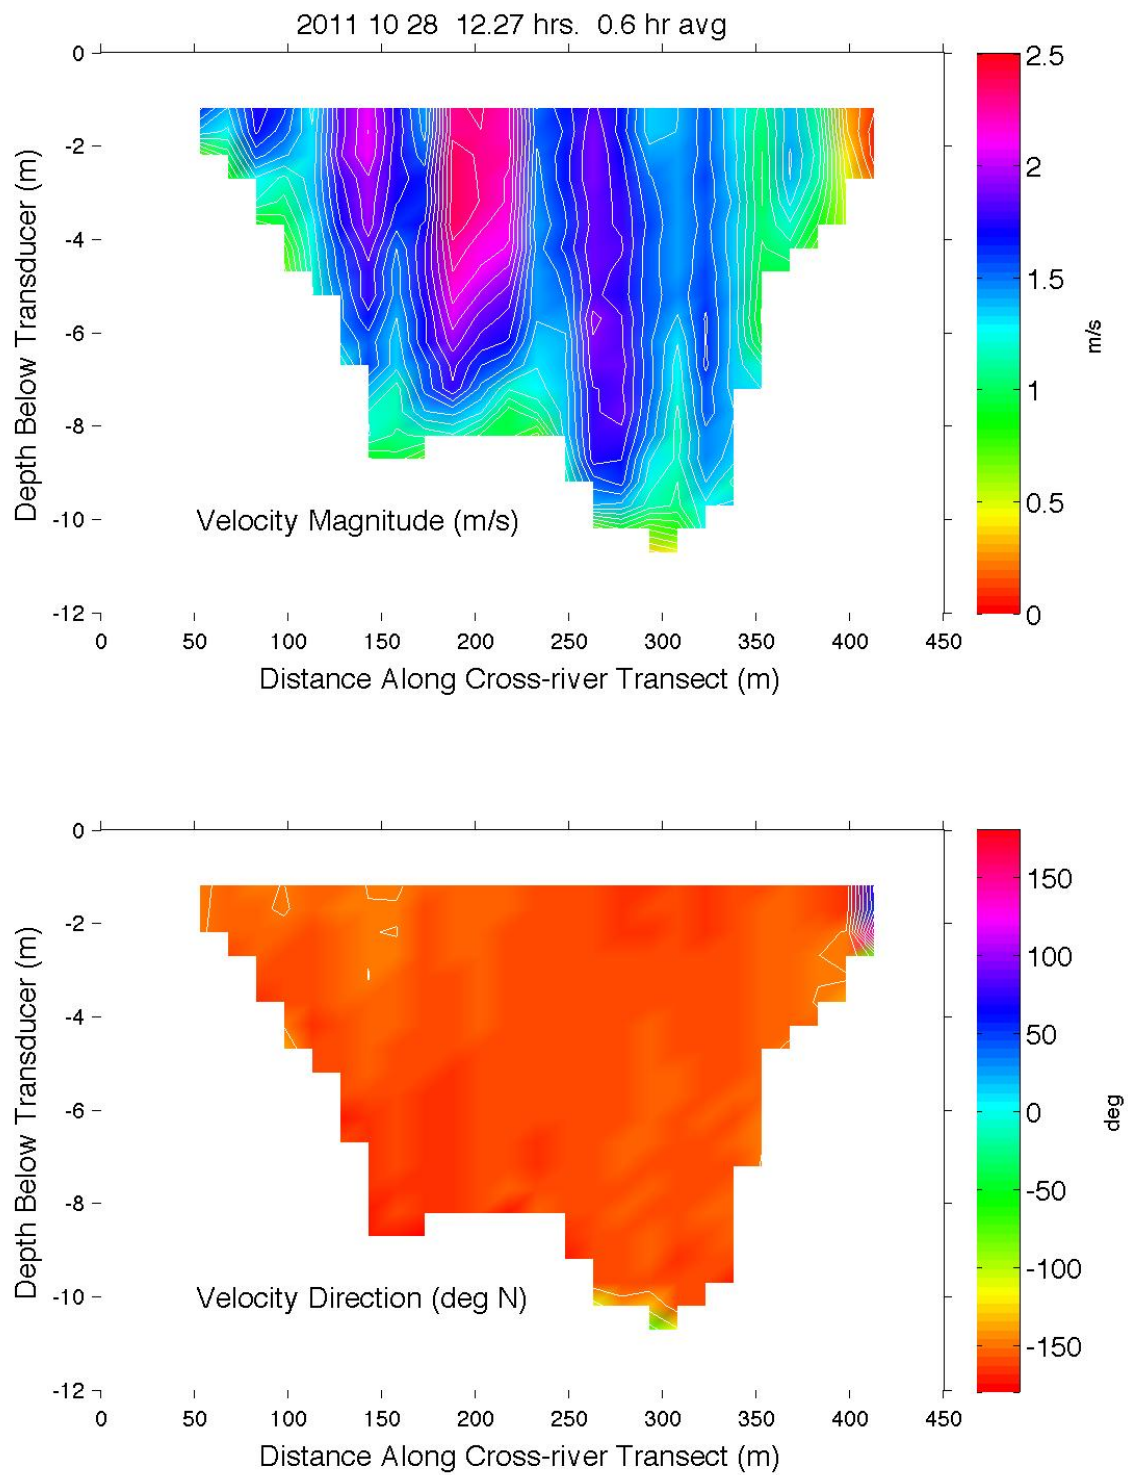 2011 10 28 12.27 hrs. 0.6 hr avg
0
-2
-4
-6
-8
-10
-12
Depth Below Transducer (m)
Velocity Magnitude (m/s)
0 50 100 150 200 250 300 350 400 450
Distance Along Cross-river Transect (m)
2.5
2
1.5
1
0.5
0
m/s
0
-2
-4
-6
-8
-10
-12
Depth Below Transducer (m)
Velocity Direction (deg N)
0 50 100 150 200 250 300 350 400 450
Distance Along Cross-river Transect (m)
150
100
50
0
-50
-100
-150
deg